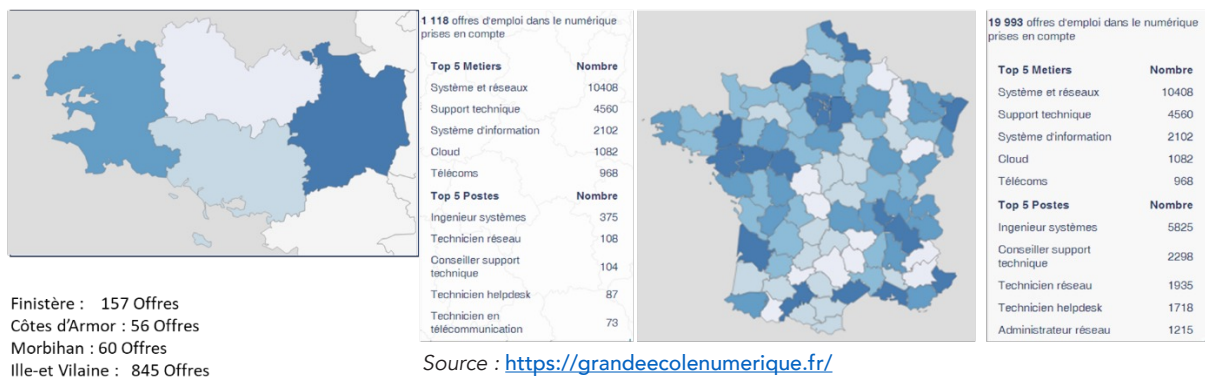 1 118 offres d'emploi dans le numérique
prises en compte
Top 5 Metiers Nombre
Système et réseaux 10408
Support technique 4560
Système d'information 2102
Cloud 1082
Télécoms 968
Top 5 Postes Nombre
Ingenieur systèmes 375
Technicien réseau 108
Conseiller support
technique 104
Technicien helpdesk 87
Technicien en
télécommunication 73
19 993 offres d'emploi dans le numérique
prises en compte
Top 5 Metiers Nombre
Système et réseaux 10408
Support technique 4560
Système d'information 2102
Cloud 1082
Télécoms 968
Top 5 Postes Nombre
Ingenieur systèmes 5825
Conseiller support
technique 2298
Technicien réseau 1935
Technicien helpdesk 1718
Administrateur réseau 1215
Finistère : 157 Offres
Côtes d'Armor : 56 Offres
Morbihan : 60 Offres
Ille-et Vilaine : 845 Offres
Source : https://grandeecolenumerique.fr/